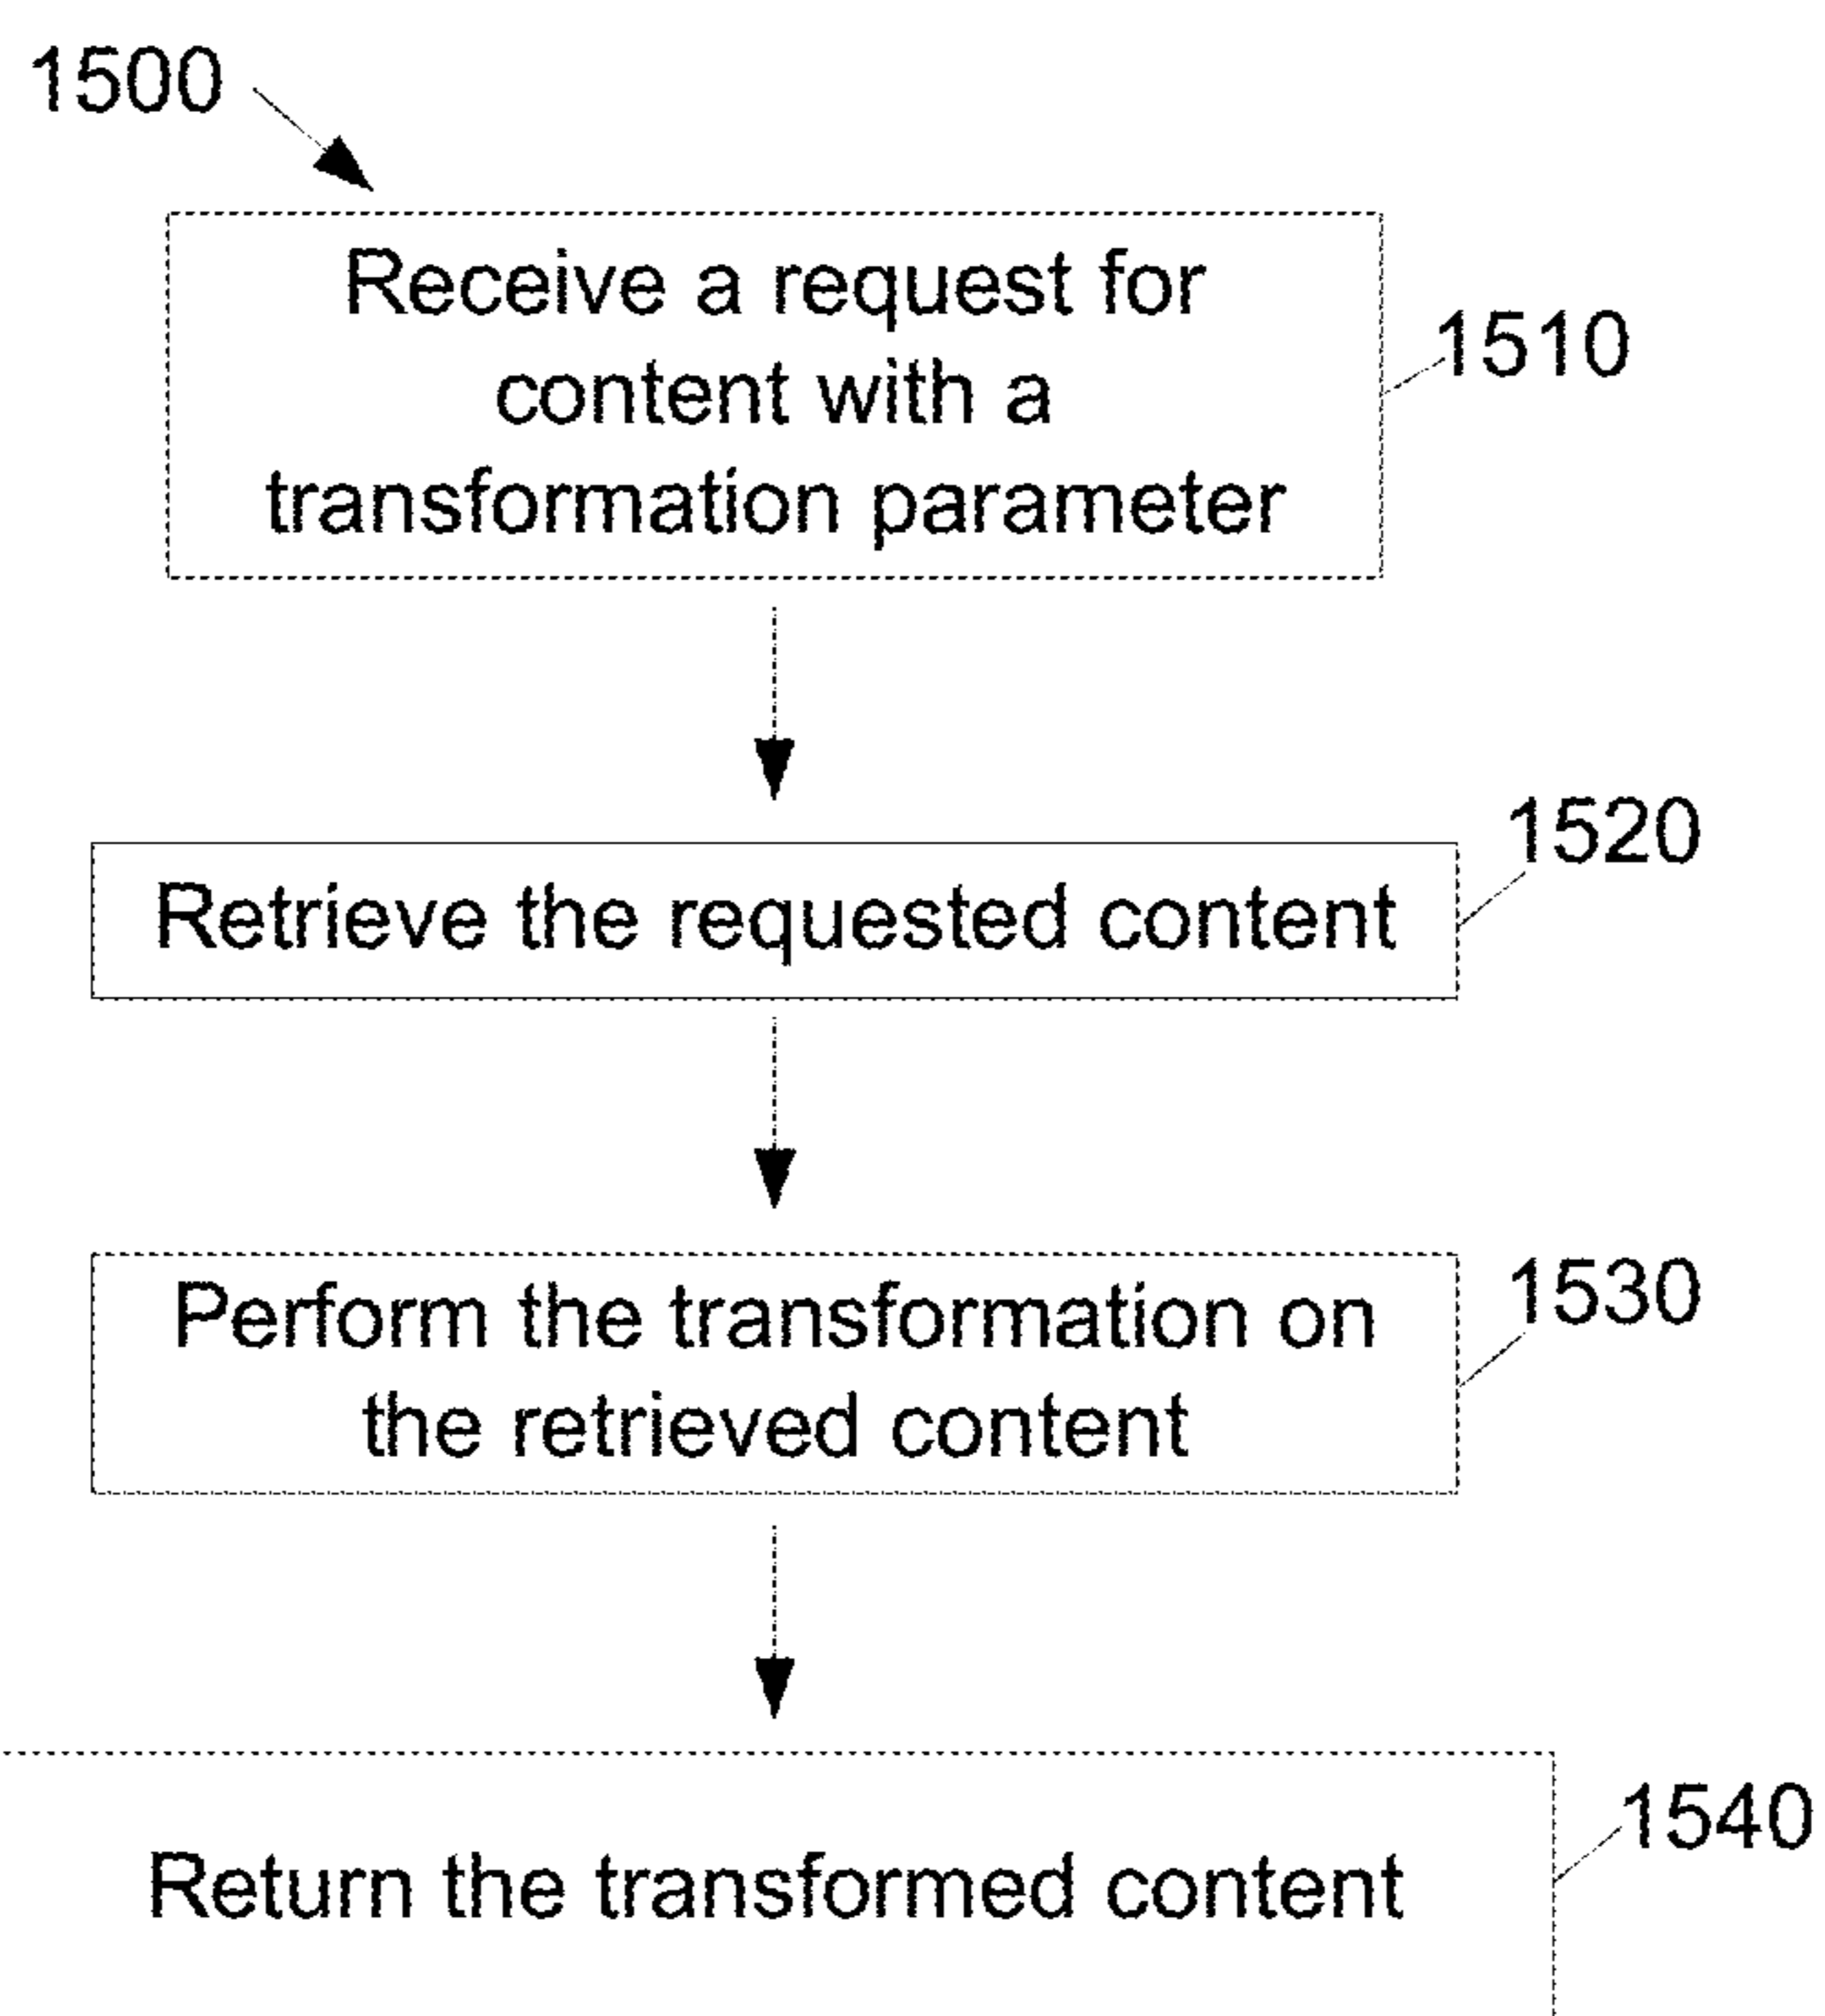 1500
Receive a request for
content with a
transformation parameter
1510
Retrieve the requested content
1520
Perform the transformation on
the retrieved content
1530
Return the transformed content
1540